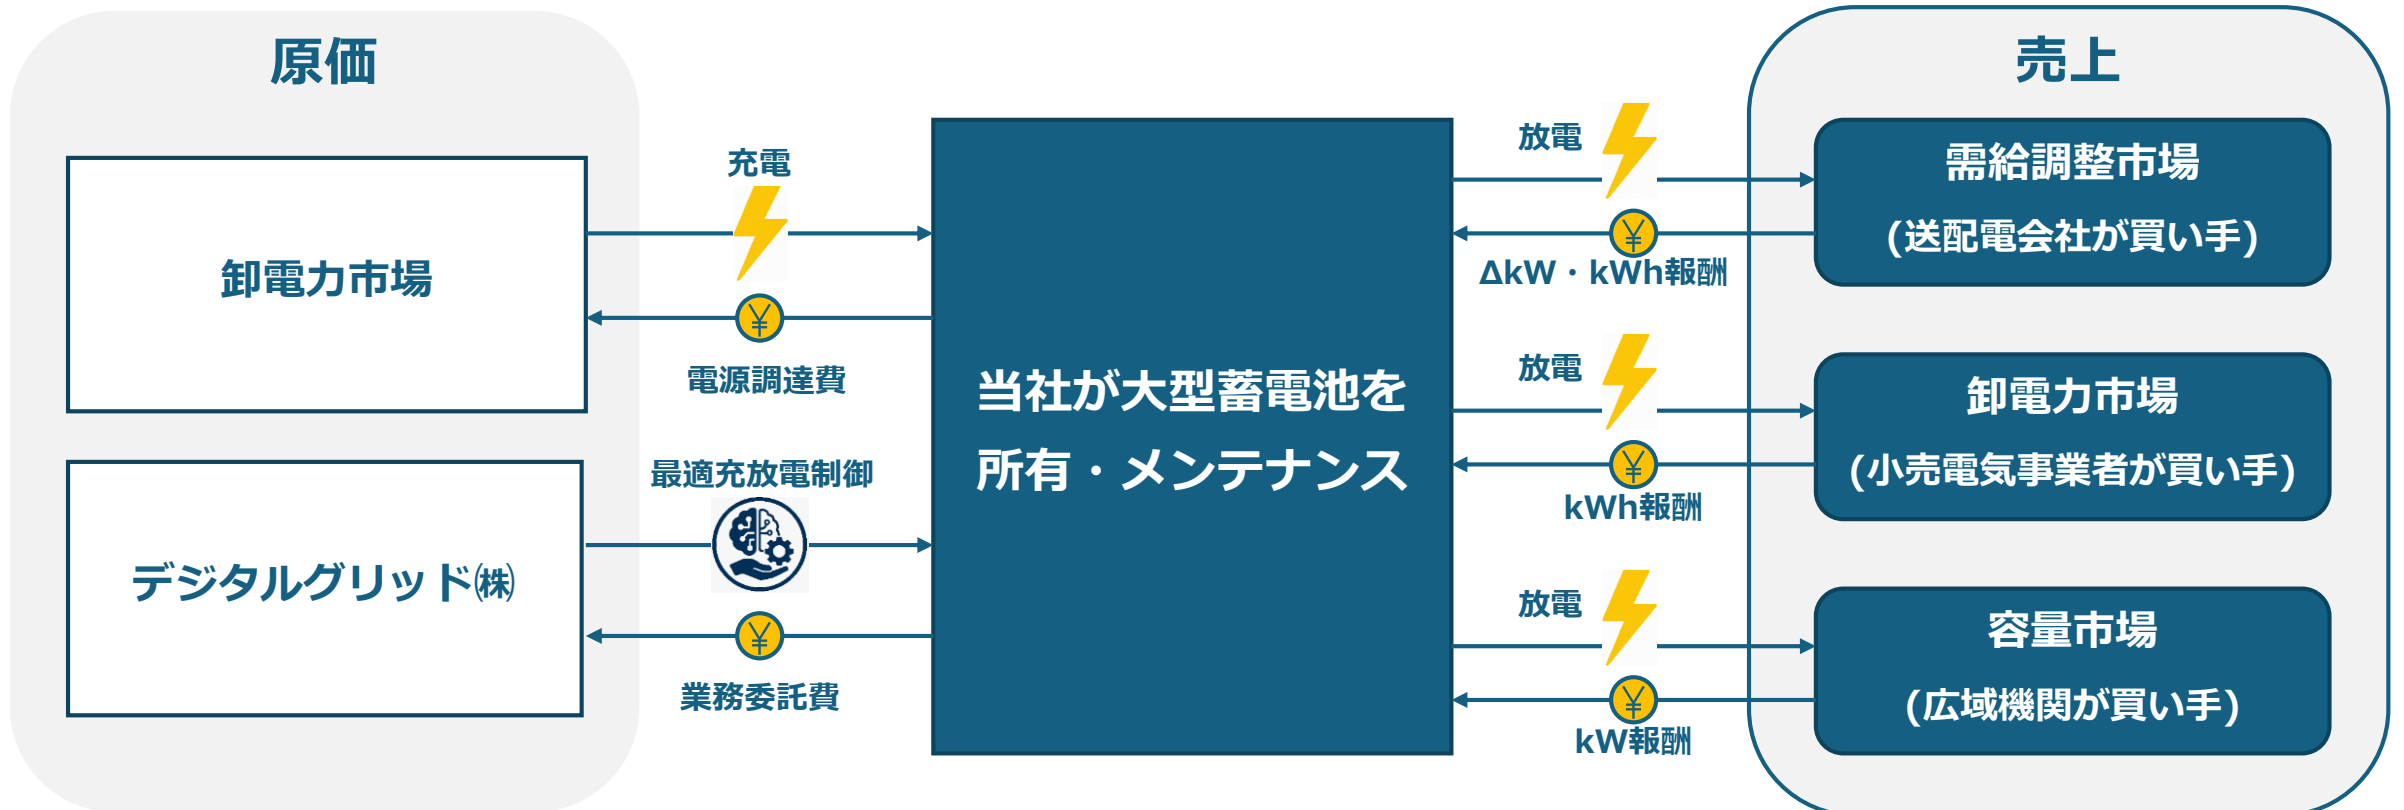 原価
卸電力市場
デジタルグリッド㈱
充電
¥
電源調達費
最適充放電制御
¥
業務委託費
当社が大型蓄電池を
所有・メンテナンス
放電
¥
ΔkW・kWh報酬
放電
¥
kWh報酬
放電
¥
kW報酬
売上
需給調整市場
(送配電会社が買い手)
卸電力市場
(小売電気事業者が買い手)
容量市場
(広域機関が買い手)